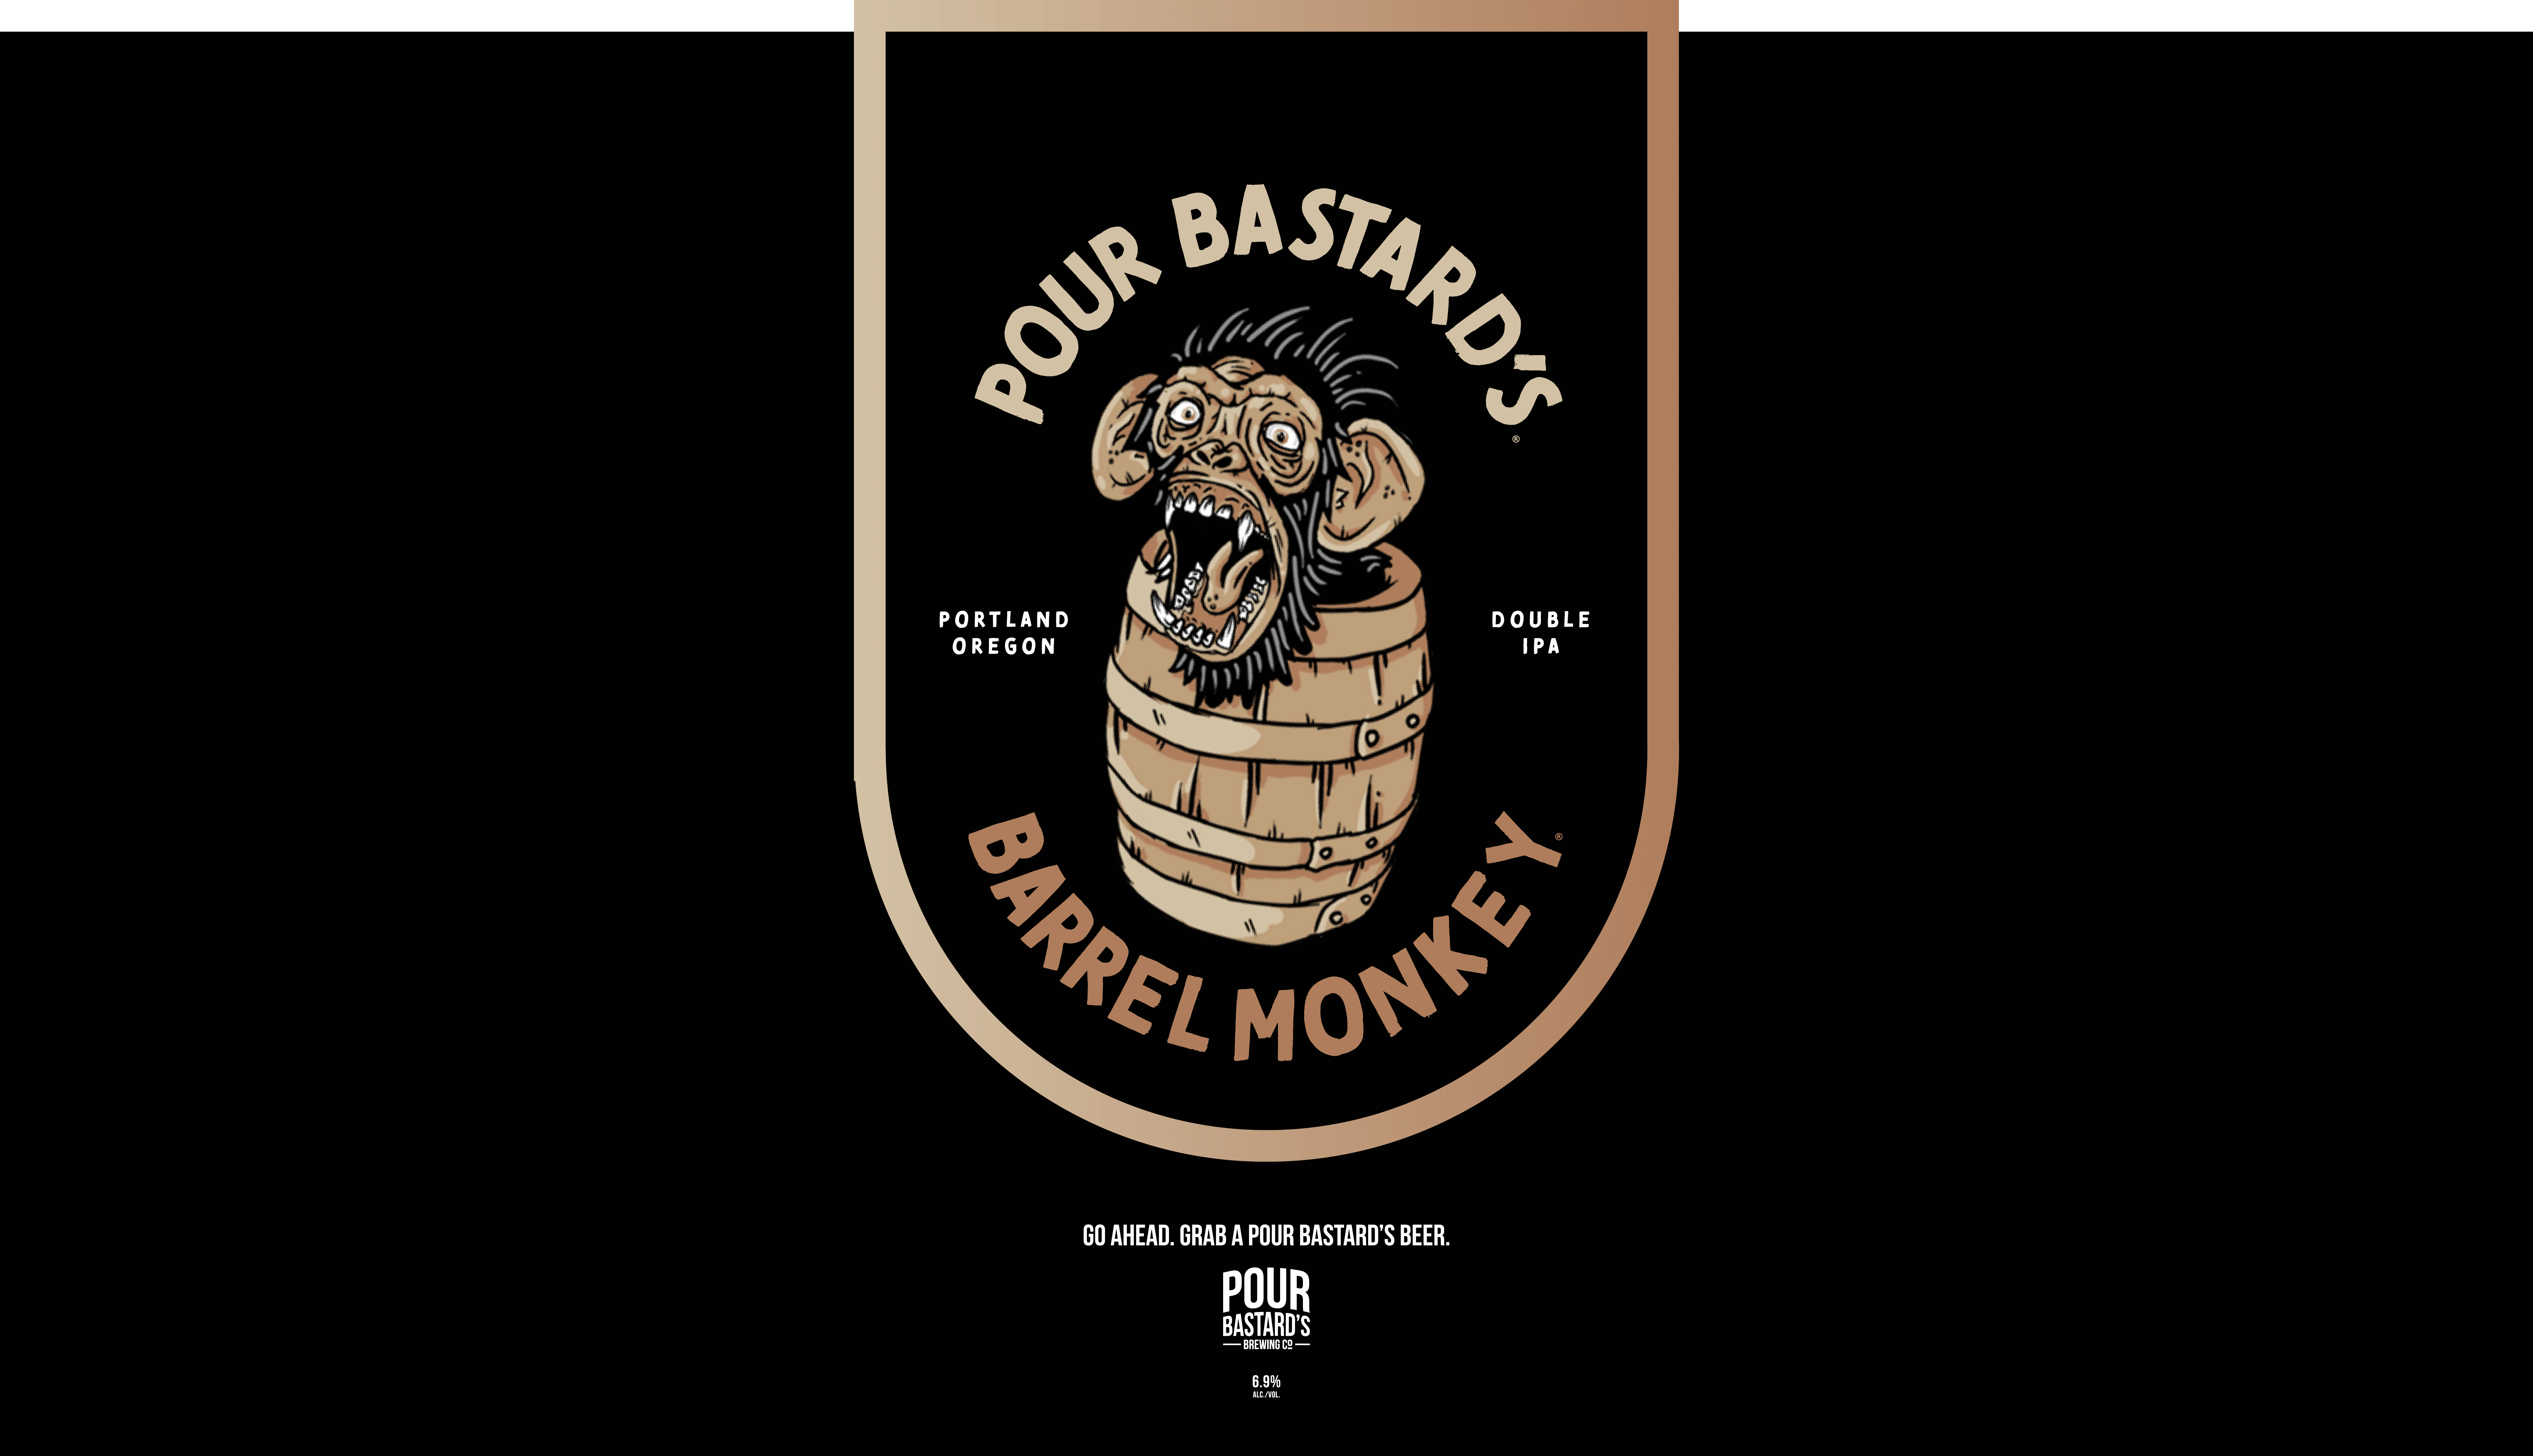 POUR BASTARD'S®
PORTLAND
OREGON
DOUBLE
IPA
BARREL MONKEY®
GO AHEAD. GRAB A POUR BASTARD'S BEER.
POUR
BASTARD'S
BREWING Cº
6.9%
ALC./VOL.